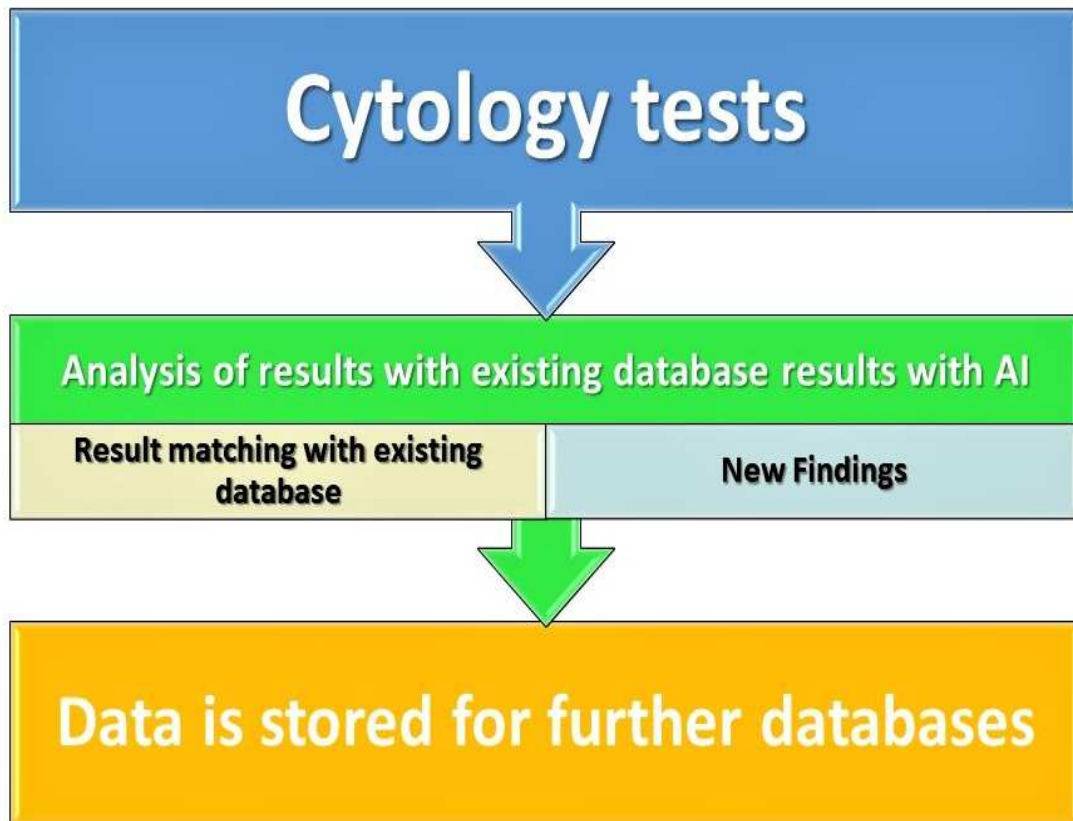 Cytology tests
Analysis of results with existing database results with AI
Result matching with existing
database
New Findings
Data is stored for further databases